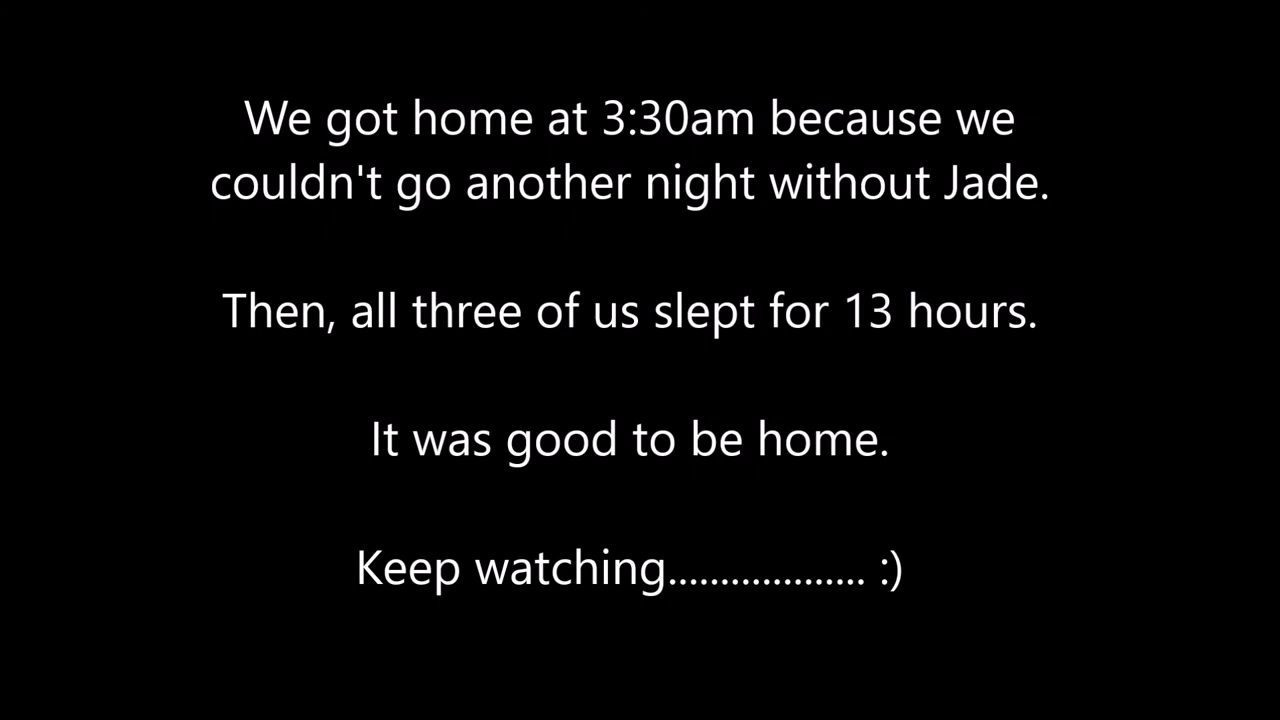 We got home at 3:30am because we
couldn't go another night without Jade.
Then, all three of us slept for 13 hours.
It was good to be home.
Keep watching................... :)